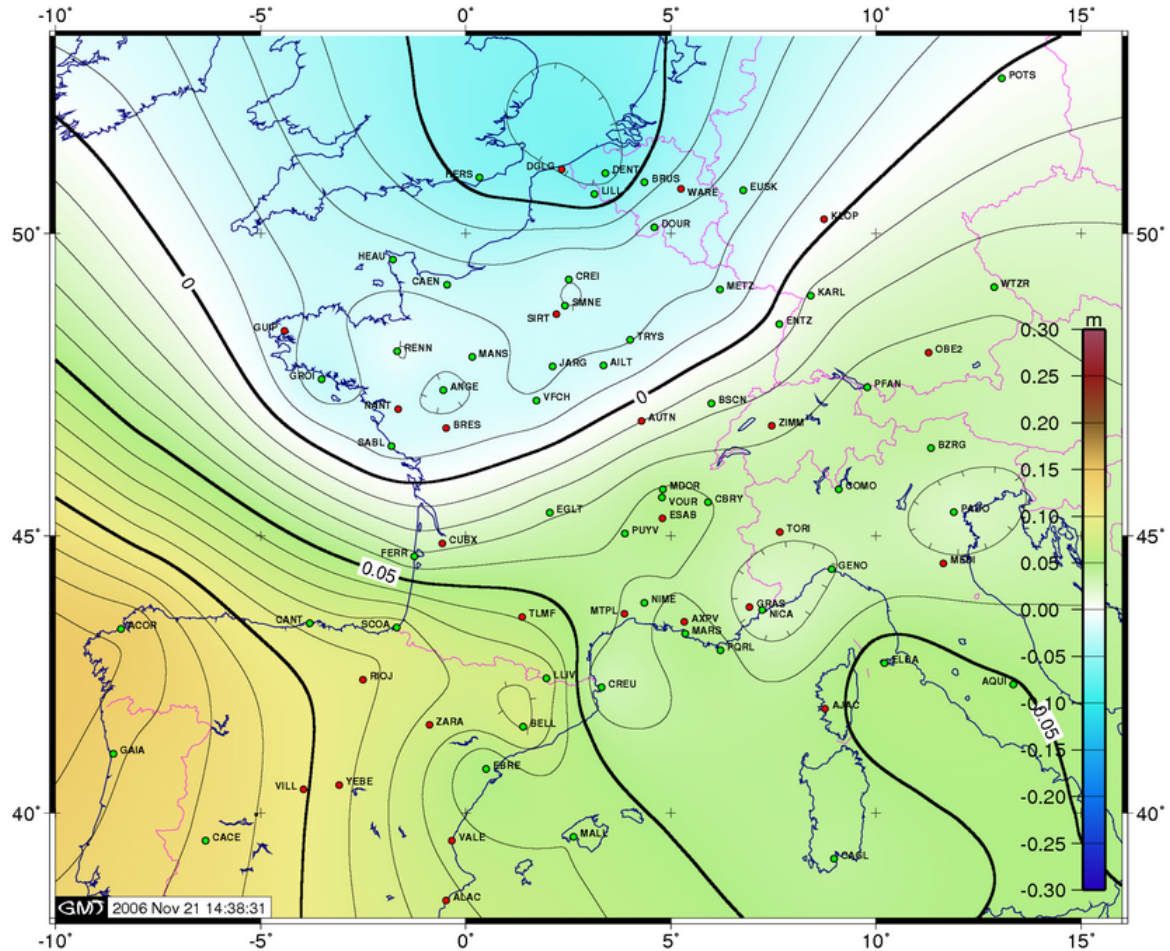 -10° -5° 0° 5° 10° 15°
POTS
HERS DGLG DENT
LILL BRUS WARE EUSK
DOUR KLOP
50° 50°
HEAU CAEN CREI METZ WTZR
SMNE KARL
SIRT ENTZ
0
GUIP TRYS m
RENN MANS 0.30
JARG AILT OBE2
GROI ANGE PFAN 0.25
VFCH 0 BSCN
NANT AUTN ZIMM 0.20
BRES
SABL BZRG 0.15
MDOR COMO
VOUR CBRY
EGLT ESAB PADO 0.10
PUYV TORI
45° 45°
CUBX
FERR MEDI 0.05
0.05 GENO
NIME GRAS 0.00
TLMF MTPL NICA
ACOR CANT SCOA AXPV
MARS
PQRL -0.05
ELBA
RIOJ LLIV CREU AQUI
-0.10
ZARA BELL AJAC 0.05
GAIA -0.15
EBRE
VILL YEBE -0.20
40° 40°
CACE VALE MALL
-0.25
CAGL
ALAC -0.30
GMT 2006 Nov 21 14:38:31
-10° -5° 0° 5° 10° 15°